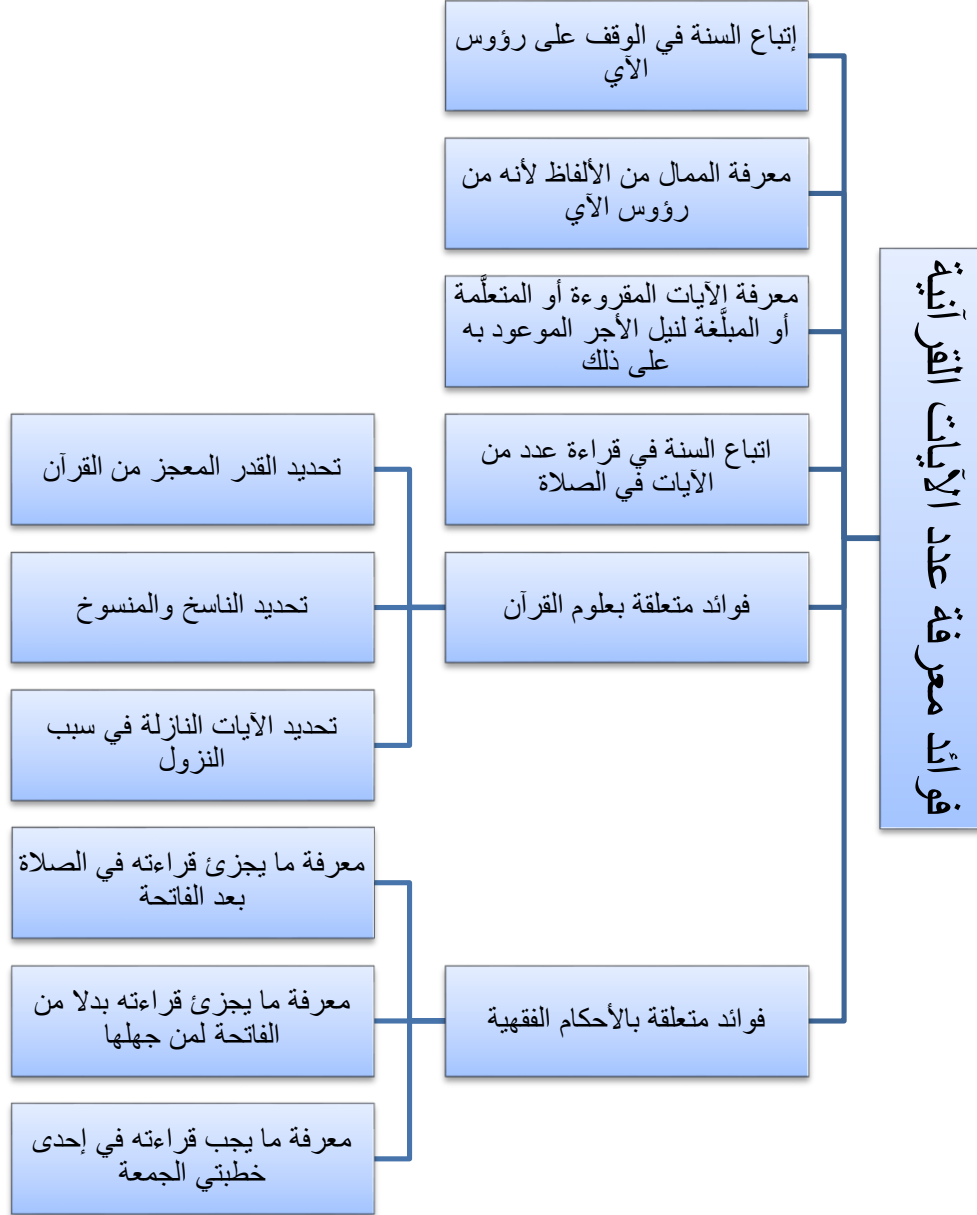 فوائد معرفة عدد الآيات القرآنية
إتباع السنة في الوقف على رؤوس
الآي
معرفة الممال من الألفاظ لأنه من
رؤوس الآي
معرفة الآيات المقروءة أو المتعلَّمة
أو المبلَّغة لنيل الأجر الموعود به
على ذلك
اتباع السنة في قراءة عدد من
الآيات في الصلاة
فوائد متعلقة بعلوم القرآن
تحديد القدر المعجز من القرآن
تحديد الناسخ والمنسوخ
تحديد الآيات النازلة في سبب
النزول
فوائد متعلقة بالأحكام الفقهية
معرفة ما يجزئ قراءته في الصلاة
بعد الفاتحة
معرفة ما يجزئ قراءته بدلا من
الفاتحة لمن جهلها
معرفة ما يجب قراءته في إحدى
خطبتي الجمعة